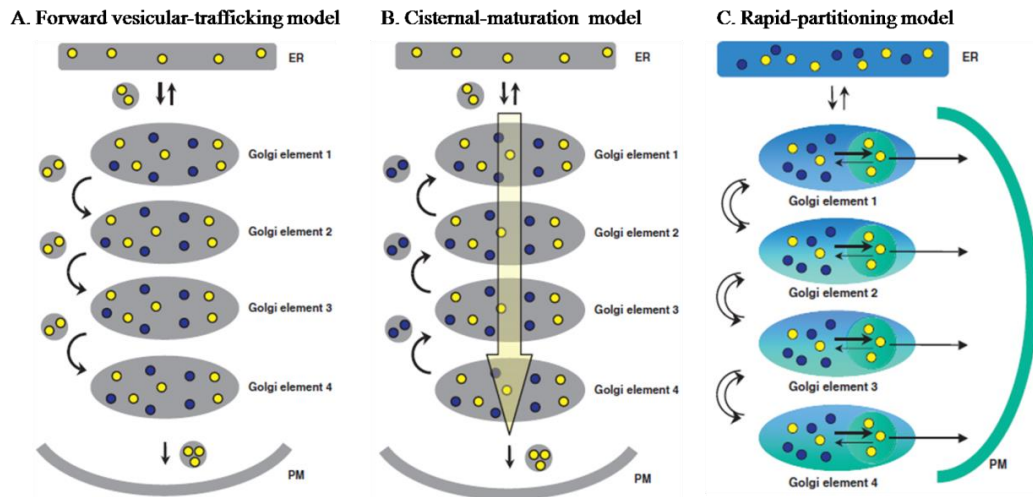 A. Forward vesicular-trafficking model
ER
Golgi element 1
Golgi element 2
Golgi element 3
Golgi element 4
PM
B. Cisternal-maturation model
ER
Golgi element 1
Golgi element 2
Golgi element 3
Golgi element 4
PM
C. Rapid-partitioning model
ER
Golgi element 1
Golgi element 2
Golgi element 3
Golgi element 4
PM